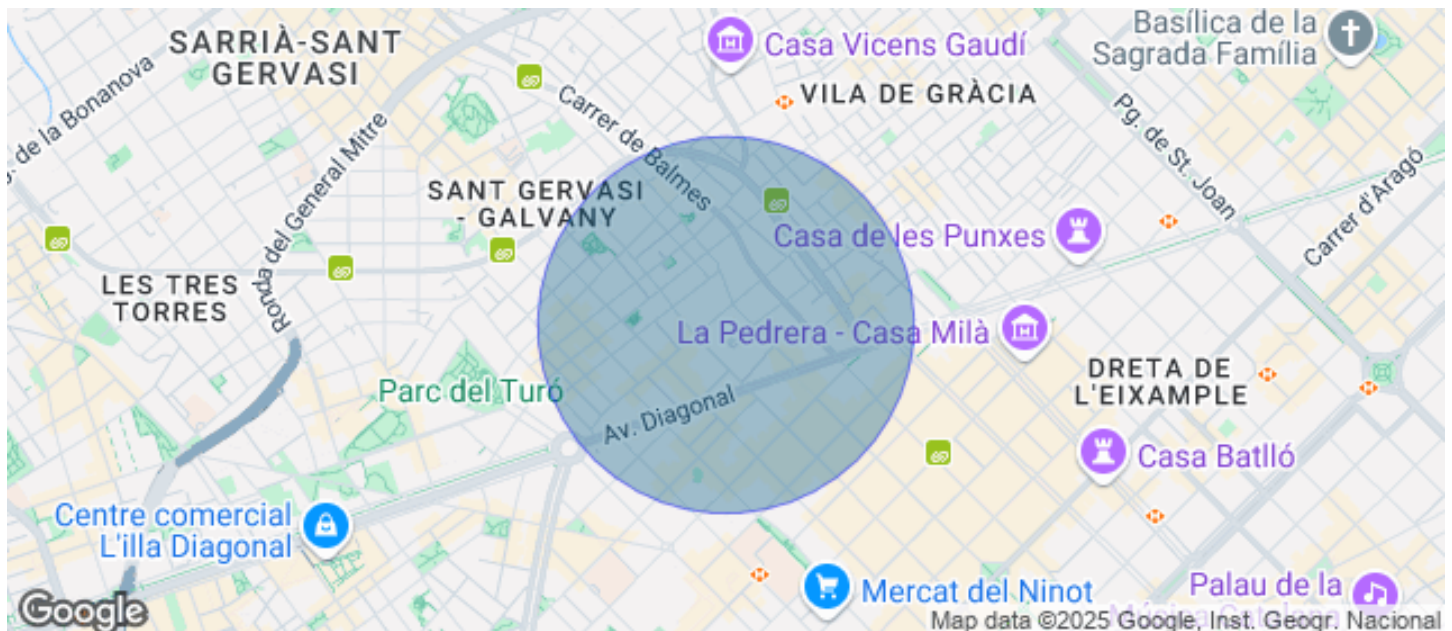 SARRIÀ-SANT
GERVASI
Casa Vicens Gaudí
Basílica de la
Sagrada Família
VILA DE GRÀCIA
g. de la Bonanova
Carrer de Balmes
Ronda del General Mitre
Pg. de St. Joan
Carrer d'Aragó
SANT GERVASI
- GALVANY
Casa de les Punxes
LES TRES
TORRES
La Pedrera - Casa Milà
Parc del Turó
Av. Diagonal
DRETA DE
L'EIXAMPLE
Casa Batlló
Centre comercial
L'illa Diagonal
Mercat del Ninot
Palau de la
Música Catalana
Google
Map data ©2025 Google, Inst. Geogr. Nacional